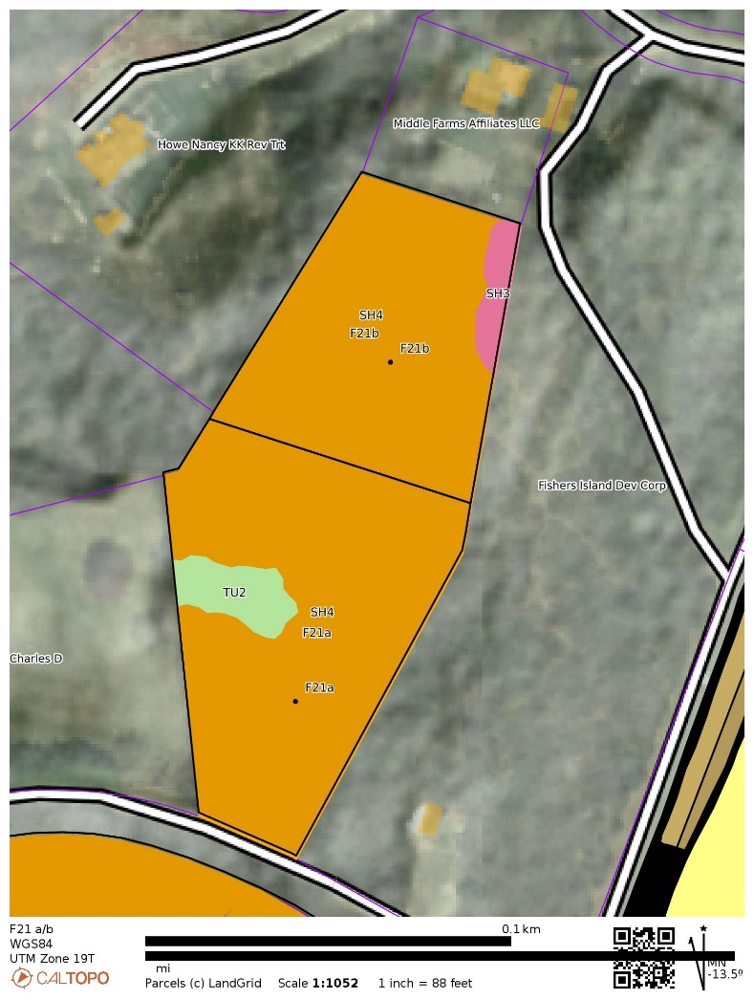 Middle Farms Affiliates LLC
Howe Nancy KK Rev Trt
SH3
SH4
F21b
F21b
Fishers Island Dev Corp
TU2
SH4
F21a
Charles D
F21a
F21 a/b
WGS84
UTM Zone 19T
CALTOPO
0.1 km
mi
Parcels (c) LandGrid Scale 1:1052 1 inch = 88 feet
MN
-13.5º